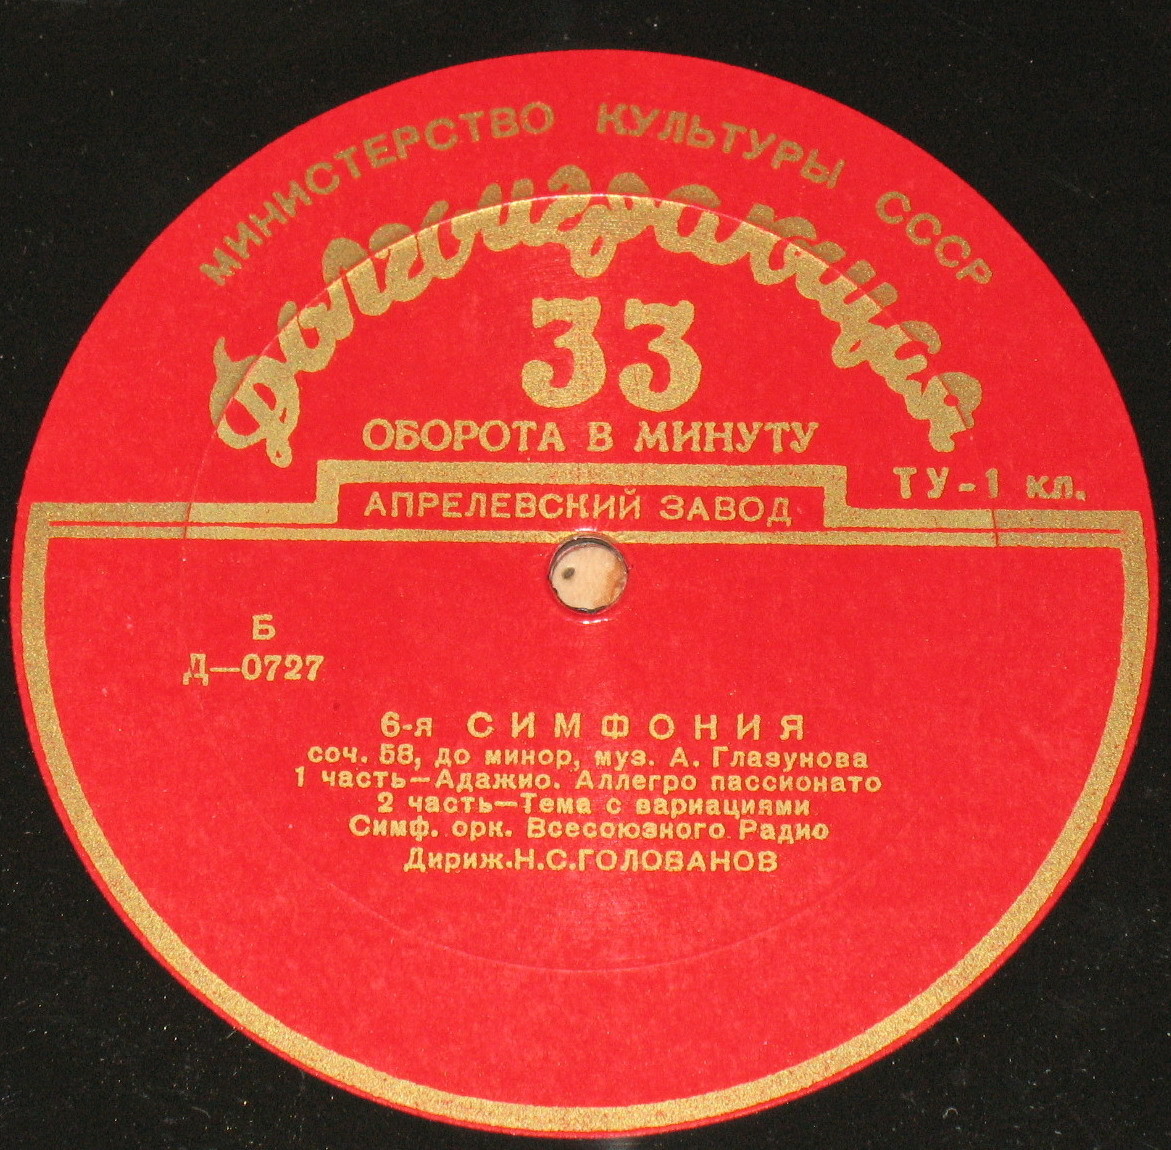 МИНИСТЕРСТВО КУЛЬТУРЫ СССР
Долгоиграющая
33
ОБОРОТА В МИНУТУ
ТУ-1 кл.
АПРЕЛЕВСКИЙ ЗАВОД
Б
Д—0727
6-я СИМФОНИЯ
соч. 58, до минор, муз. А. Глазунова
1 часть—Адажио. Аллегро пассионато
2 часть—Тема с вариациями
Симф. орк. Всесоюзного Радио
Дириж.Н.С.ГОЛОВАНОВ